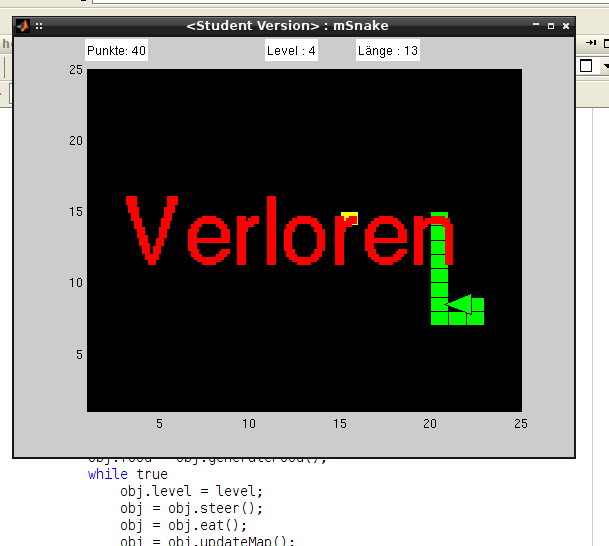 <Student Version> : mSnake
Punkte: 40
Level : 4
Länge : 13
25
20
15
10
5
5
10
15
20
25
Verloren
obj.food = obj.generateFood();
while true
obj.level = level;
obj = obj.steer();
obj = obj.eat();
obj = obj.updateMap();